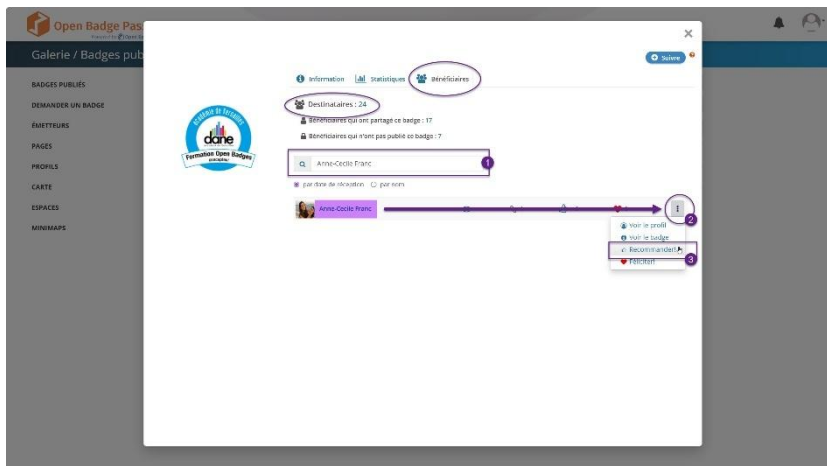 Open Badge Pas
Galerie / Badges pub
BADGES PUBLIÉS
DEMANDER UN BADGE
ÉMETTEURS
PAGES
PROFILS
CARTE
ESPACES
MINIMAPS
×
Suivre
Information Statistiques Bénéficiaires
Destinataires : 24
Bénéficiaires qui ont partagé ce badge : 17
Bénéficiaires qui n'ont pas publié ce badge : 7
académie de Versailles
dane
Formation Open Badges
Anne-Cecile Franc
1
par date de réception par nom
Anne-Cecile Franc
2
Voir le profil
Voir le badge
Recommander
3
Féliciter!